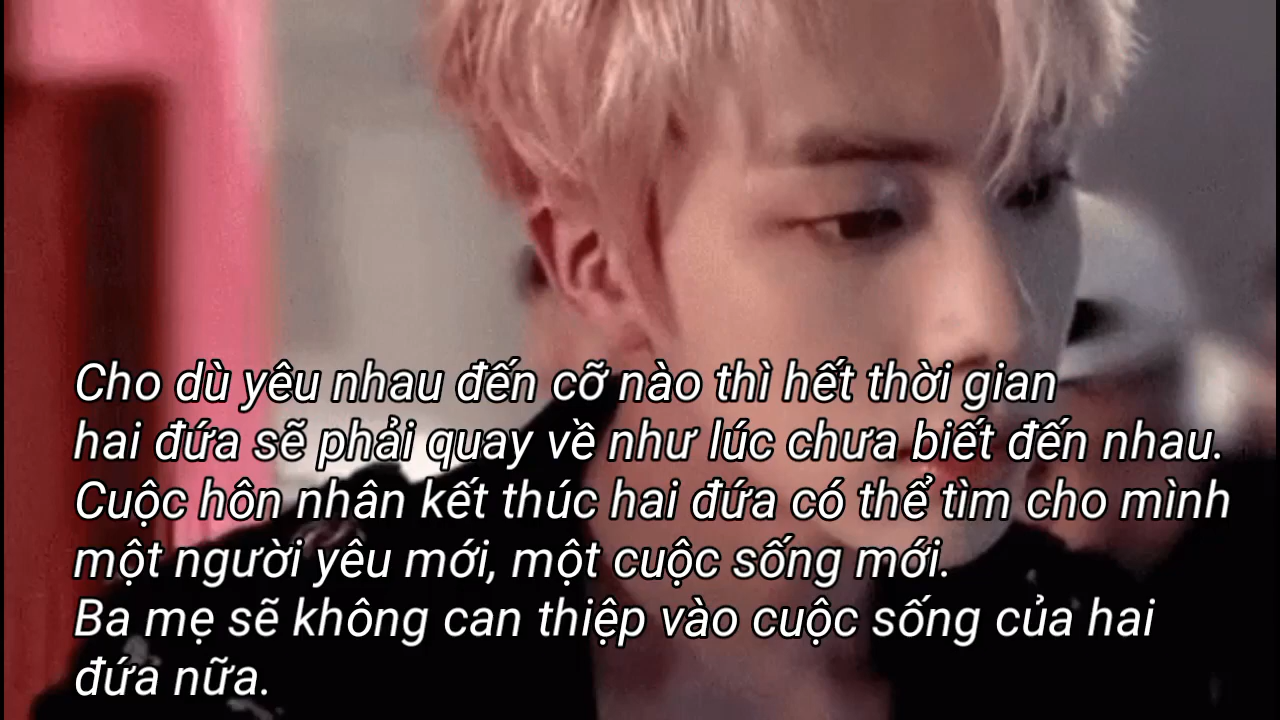 Cho dù yêu nhau đến cỡ nào thì hết thời gian
hai đứa sẽ phải quay về như lúc chưa biết đến nhau.
Cuộc hôn nhân kết thúc hai đứa có thể tìm cho mình
một người yêu mới, một cuộc sống mới.
Ba mẹ sẽ không can thiệp vào cuộc sống của hai
đứa nữa.